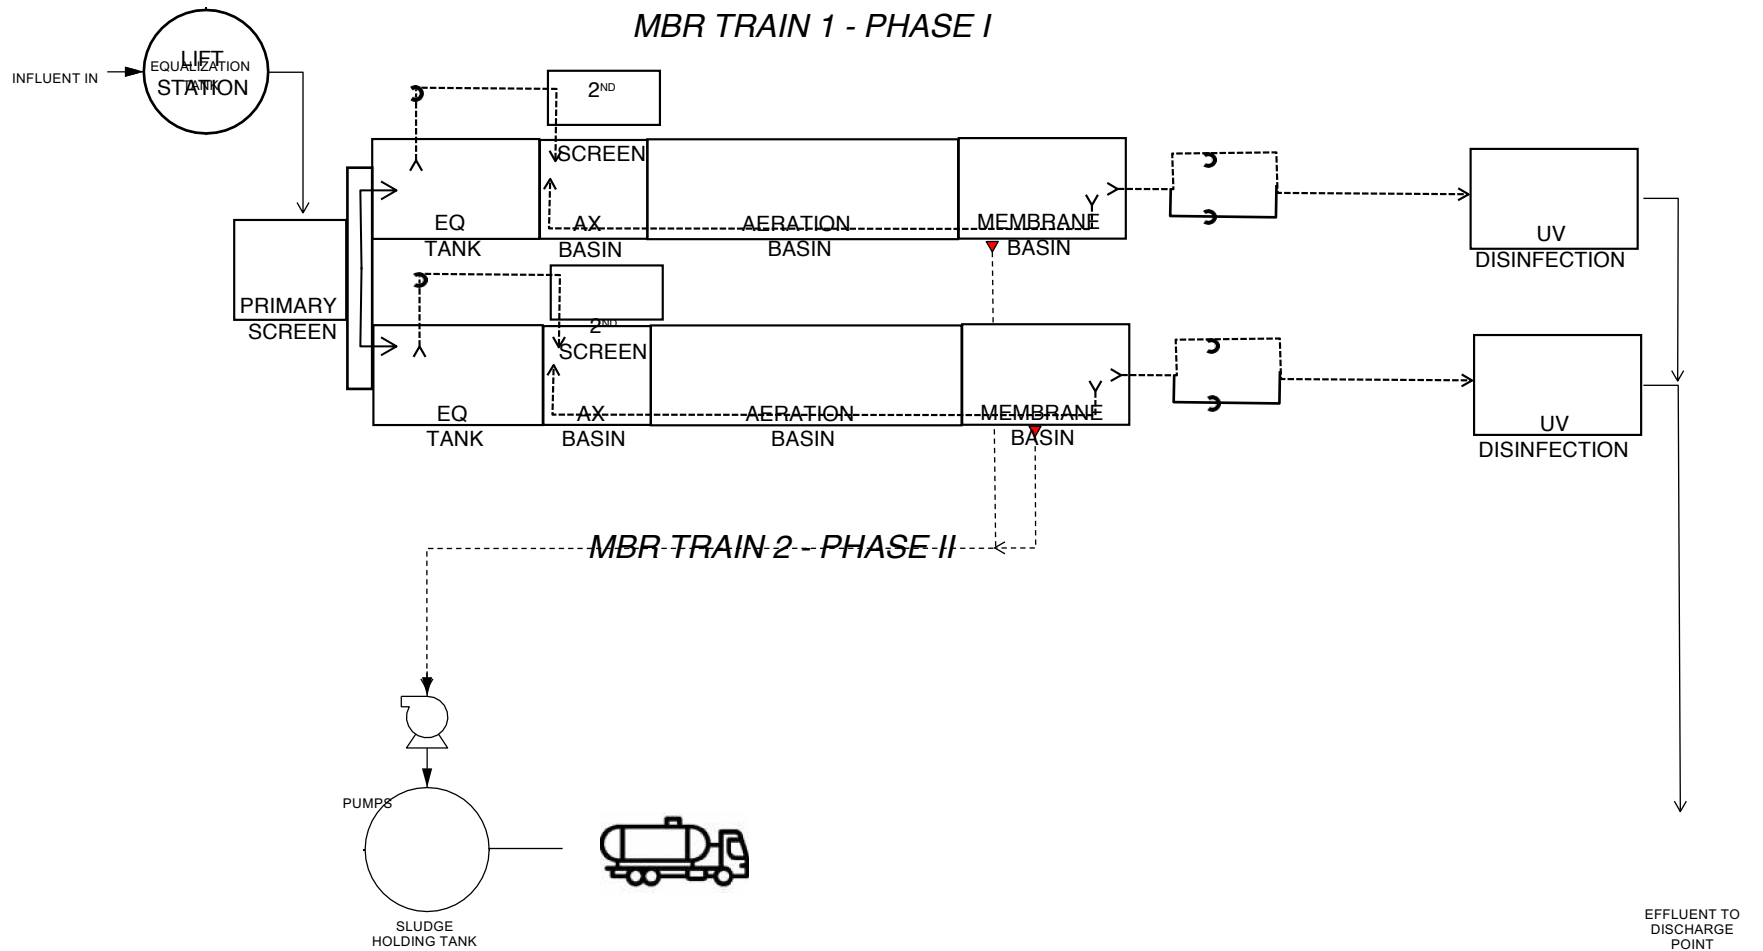 MBR TRAIN 1 - PHASE I
LIFT
STATION
EQUALIZATION
TANK
INFLUENT IN
2ND
SCREEN
EQ
TANK
AX
BASIN
AERATION
BASIN
MEMBRANE
BASIN
UV
DISINFECTION
PRIMARY
SCREEN
2ND
SCREEN
EQ
TANK
AX
BASIN
AERATION
BASIN
MEMBRANE
BASIN
UV
DISINFECTION
MBR TRAIN 2 - PHASE II
PUMPS
SLUDGE
HOLDING TANK
EFFLUENT TO
DISCHARGE
POINT